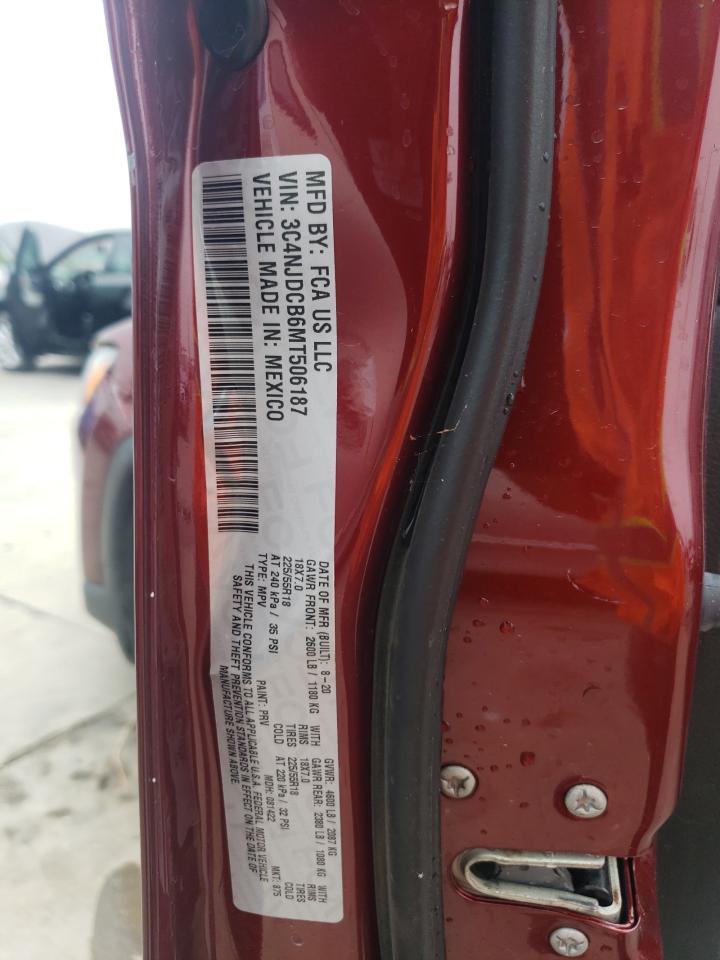 MFD BY: FCA US LLC
VIN: 3C4NJDCB6MT506187
VEHICLE MADE IN: MEXICO
DATE OF MFR (BUILT): 8-20 GVWR: 4600 LB / 2087 KG
GAWR FRONT: 2600 LB / 1180 KG WITH GAWR REAR: 2380 LB / 1080 KG WITH
18X7.0 RIMS 18X7.0 RIMS
225/55R18 TIRES 225/55R18 TIRES
AT 240 kPa / 35 PSI COLD AT 220 kPa / 32 PSI COLD
TYPE: MPV PAINT: PRV MDH: 081422 MKT: 875
THIS VEHICLE CONFORMS TO ALL APPLICABLE U.S.A. FEDERAL MOTOR VEHICLE
SAFETY AND THEFT PREVENTION STANDARDS IN EFFECT ON THE DATE OF
MANUFACTURE SHOWN ABOVE